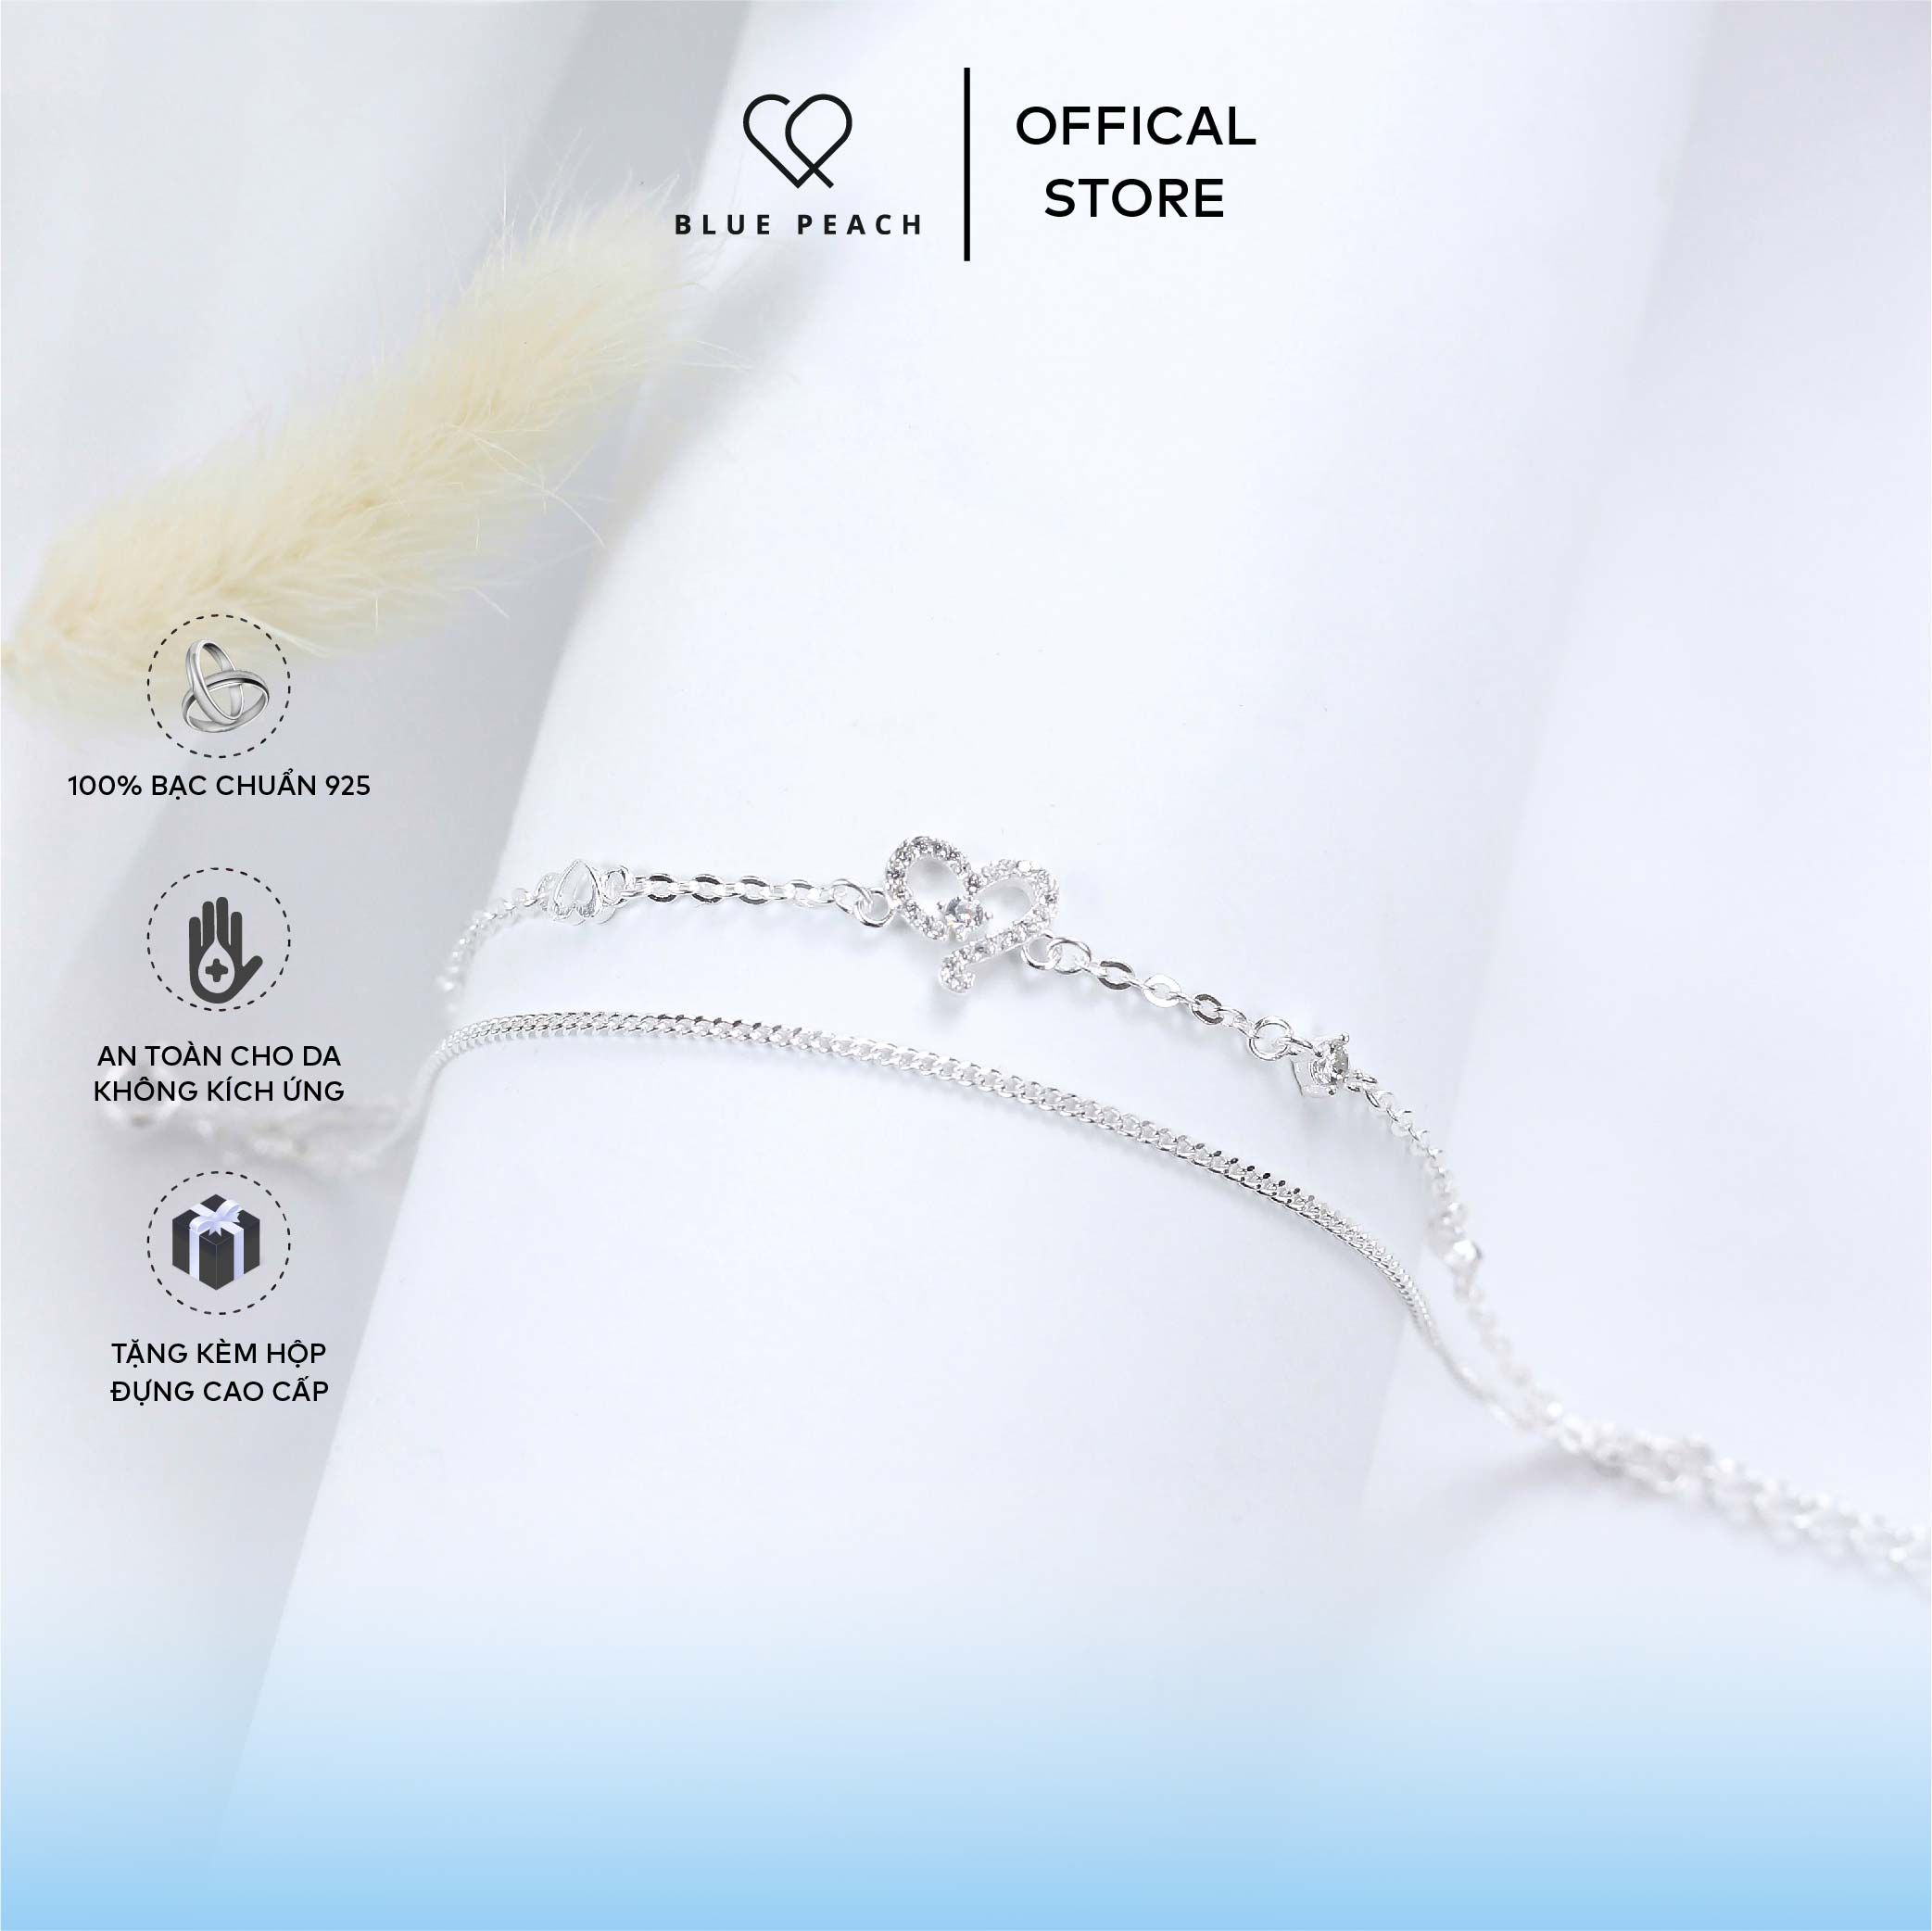 BLUE PEACH
OFFICAL
STORE
100% BẠC CHUẨN 925
AN TOÀN CHO DA
KHÔNG KÍCH ỨNG
TẶNG KÈM HỘP
ĐỰNG CAO CẤP